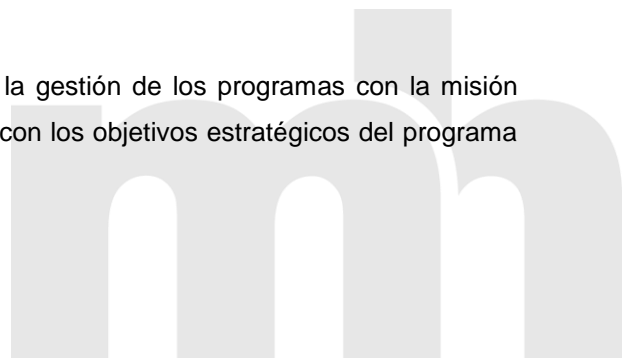 la gestión de los programas con la misión
con los objetivos estratégicos del programa